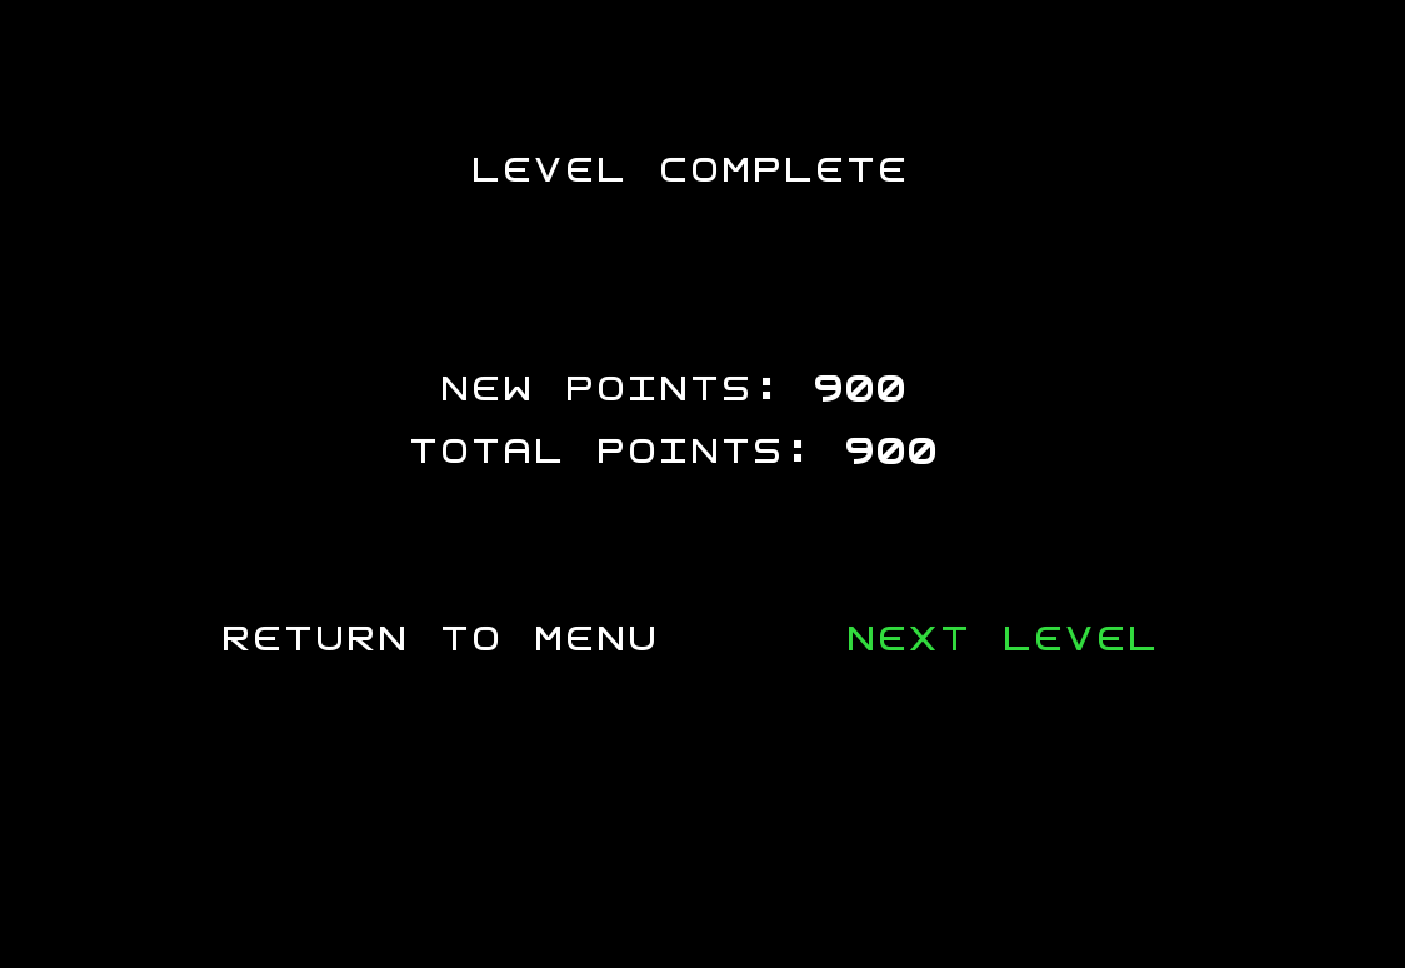 LEVEL COMPLETE
NEW POINTS: 900
TOTAL POINTS: 900
RETURN TO MENU NEXT LEVEL